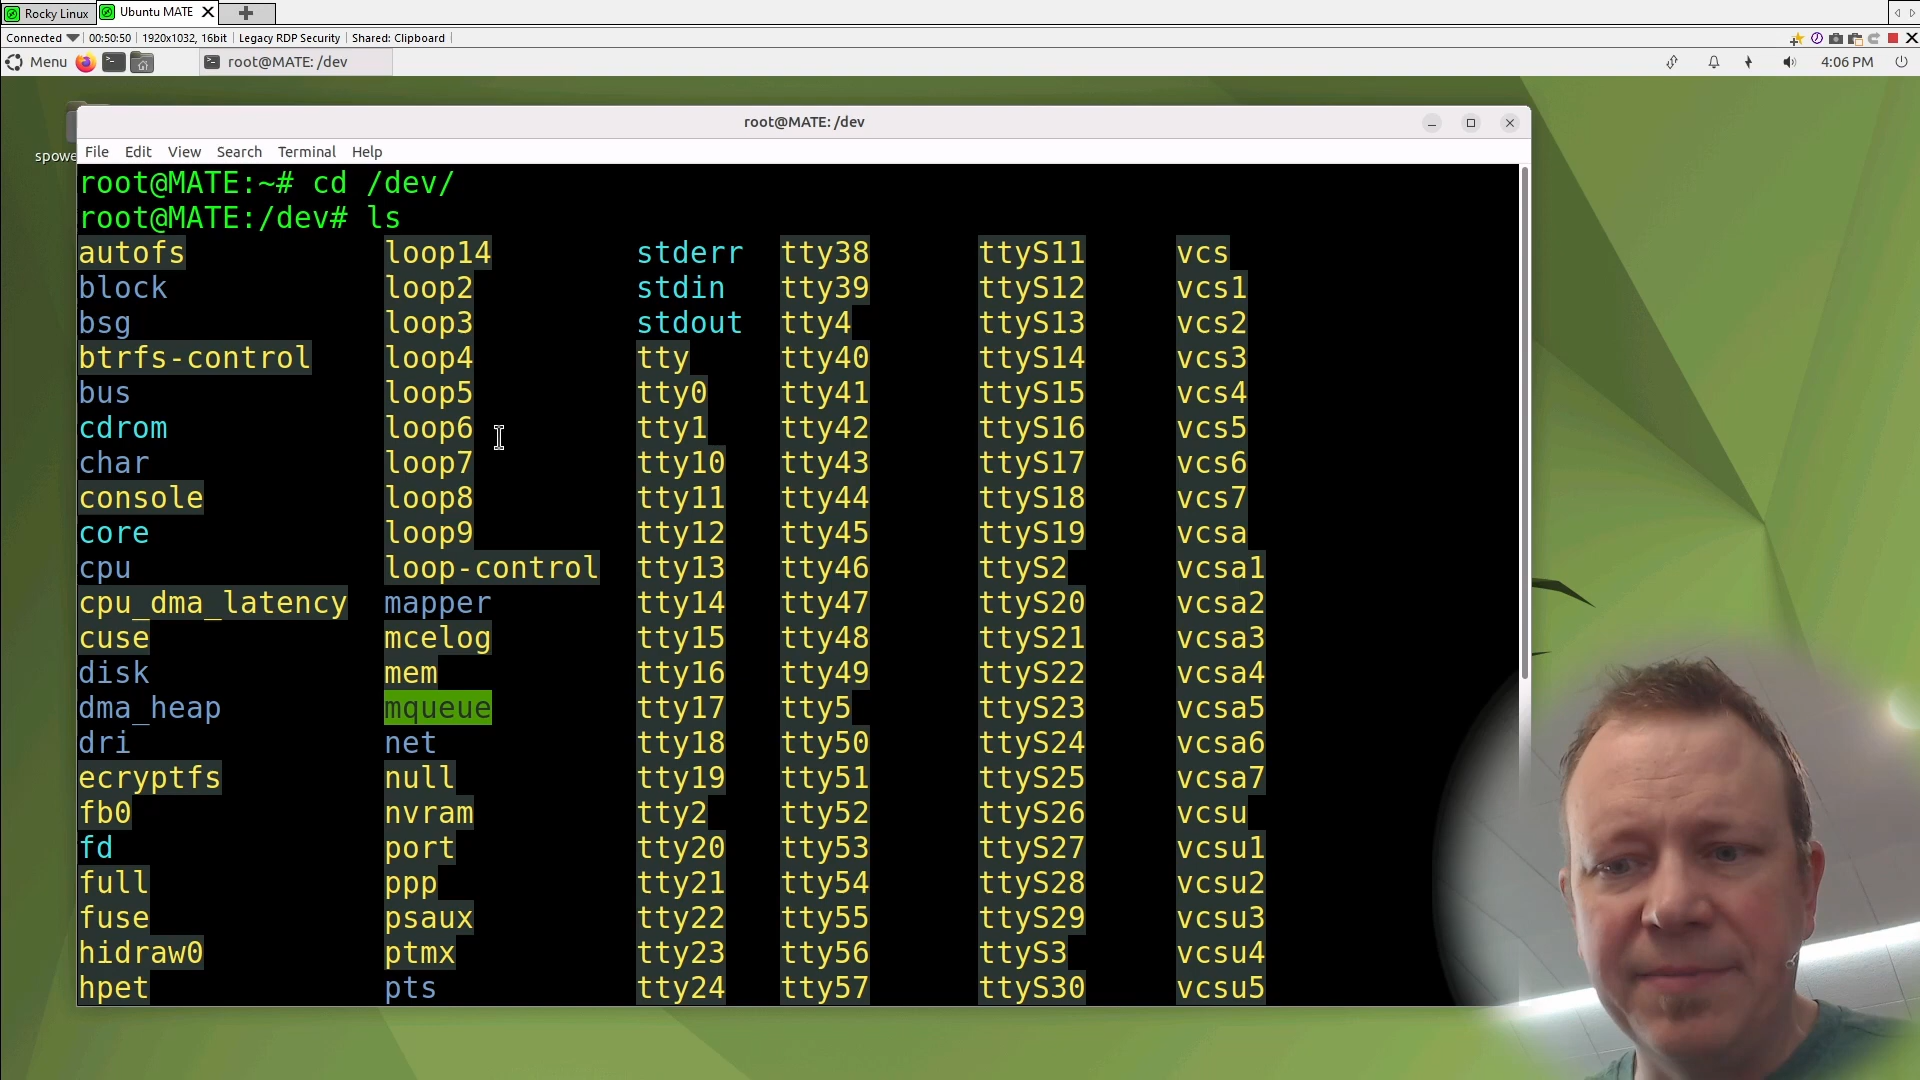 Rocky Linux Ubuntu MATE
Connected 00:50:50 1920x1032, 16bit Legacy RDP Security Shared: Clipboard
Menu root@MATE: /dev 4:06 PM
spowe
root@MATE: /dev
File Edit View Search Terminal Help
root@MATE:~# cd /dev/
root@MATE:/dev# ls
autofs loop14 stderr tty38 ttyS11 vcs
block loop2 stdin tty39 ttyS12 vcs1
bsg loop3 stdout tty4 ttyS13 vcs2
btrfs-control loop4 tty tty40 ttyS14 vcs3
bus loop5 tty0 tty41 ttyS15 vcs4
cdrom loop6 tty1 tty42 ttyS16 vcs5
char loop7 tty10 tty43 ttyS17 vcs6
console loop8 tty11 tty44 ttyS18 vcs7
core loop9 tty12 tty45 ttyS19 vcsa
cpu loop-control tty13 tty46 ttyS2 vcsa1
cpu_dma_latency mapper tty14 tty47 ttyS20 vcsa2
cuse mcelog tty15 tty48 ttyS21 vcsa3
disk mem tty16 tty49 ttyS22 vcsa4
dma_heap mqueue tty17 tty5 ttyS23 vcsa5
dri net tty18 tty50 ttyS24 vcsa6
ecryptfs null tty19 tty51 ttyS25 vcsa7
fb0 nvram tty2 tty52 ttyS26 vcsu
fd port tty20 tty53 ttyS27 vcsu1
full ppp tty21 tty54 ttyS28 vcsu2
fuse psaux tty22 tty55 ttyS29 vcsu3
hidraw0 ptmx tty23 tty56 ttyS3 vcsu4
hpet pts tty24 tty57 ttyS30 vcsu5